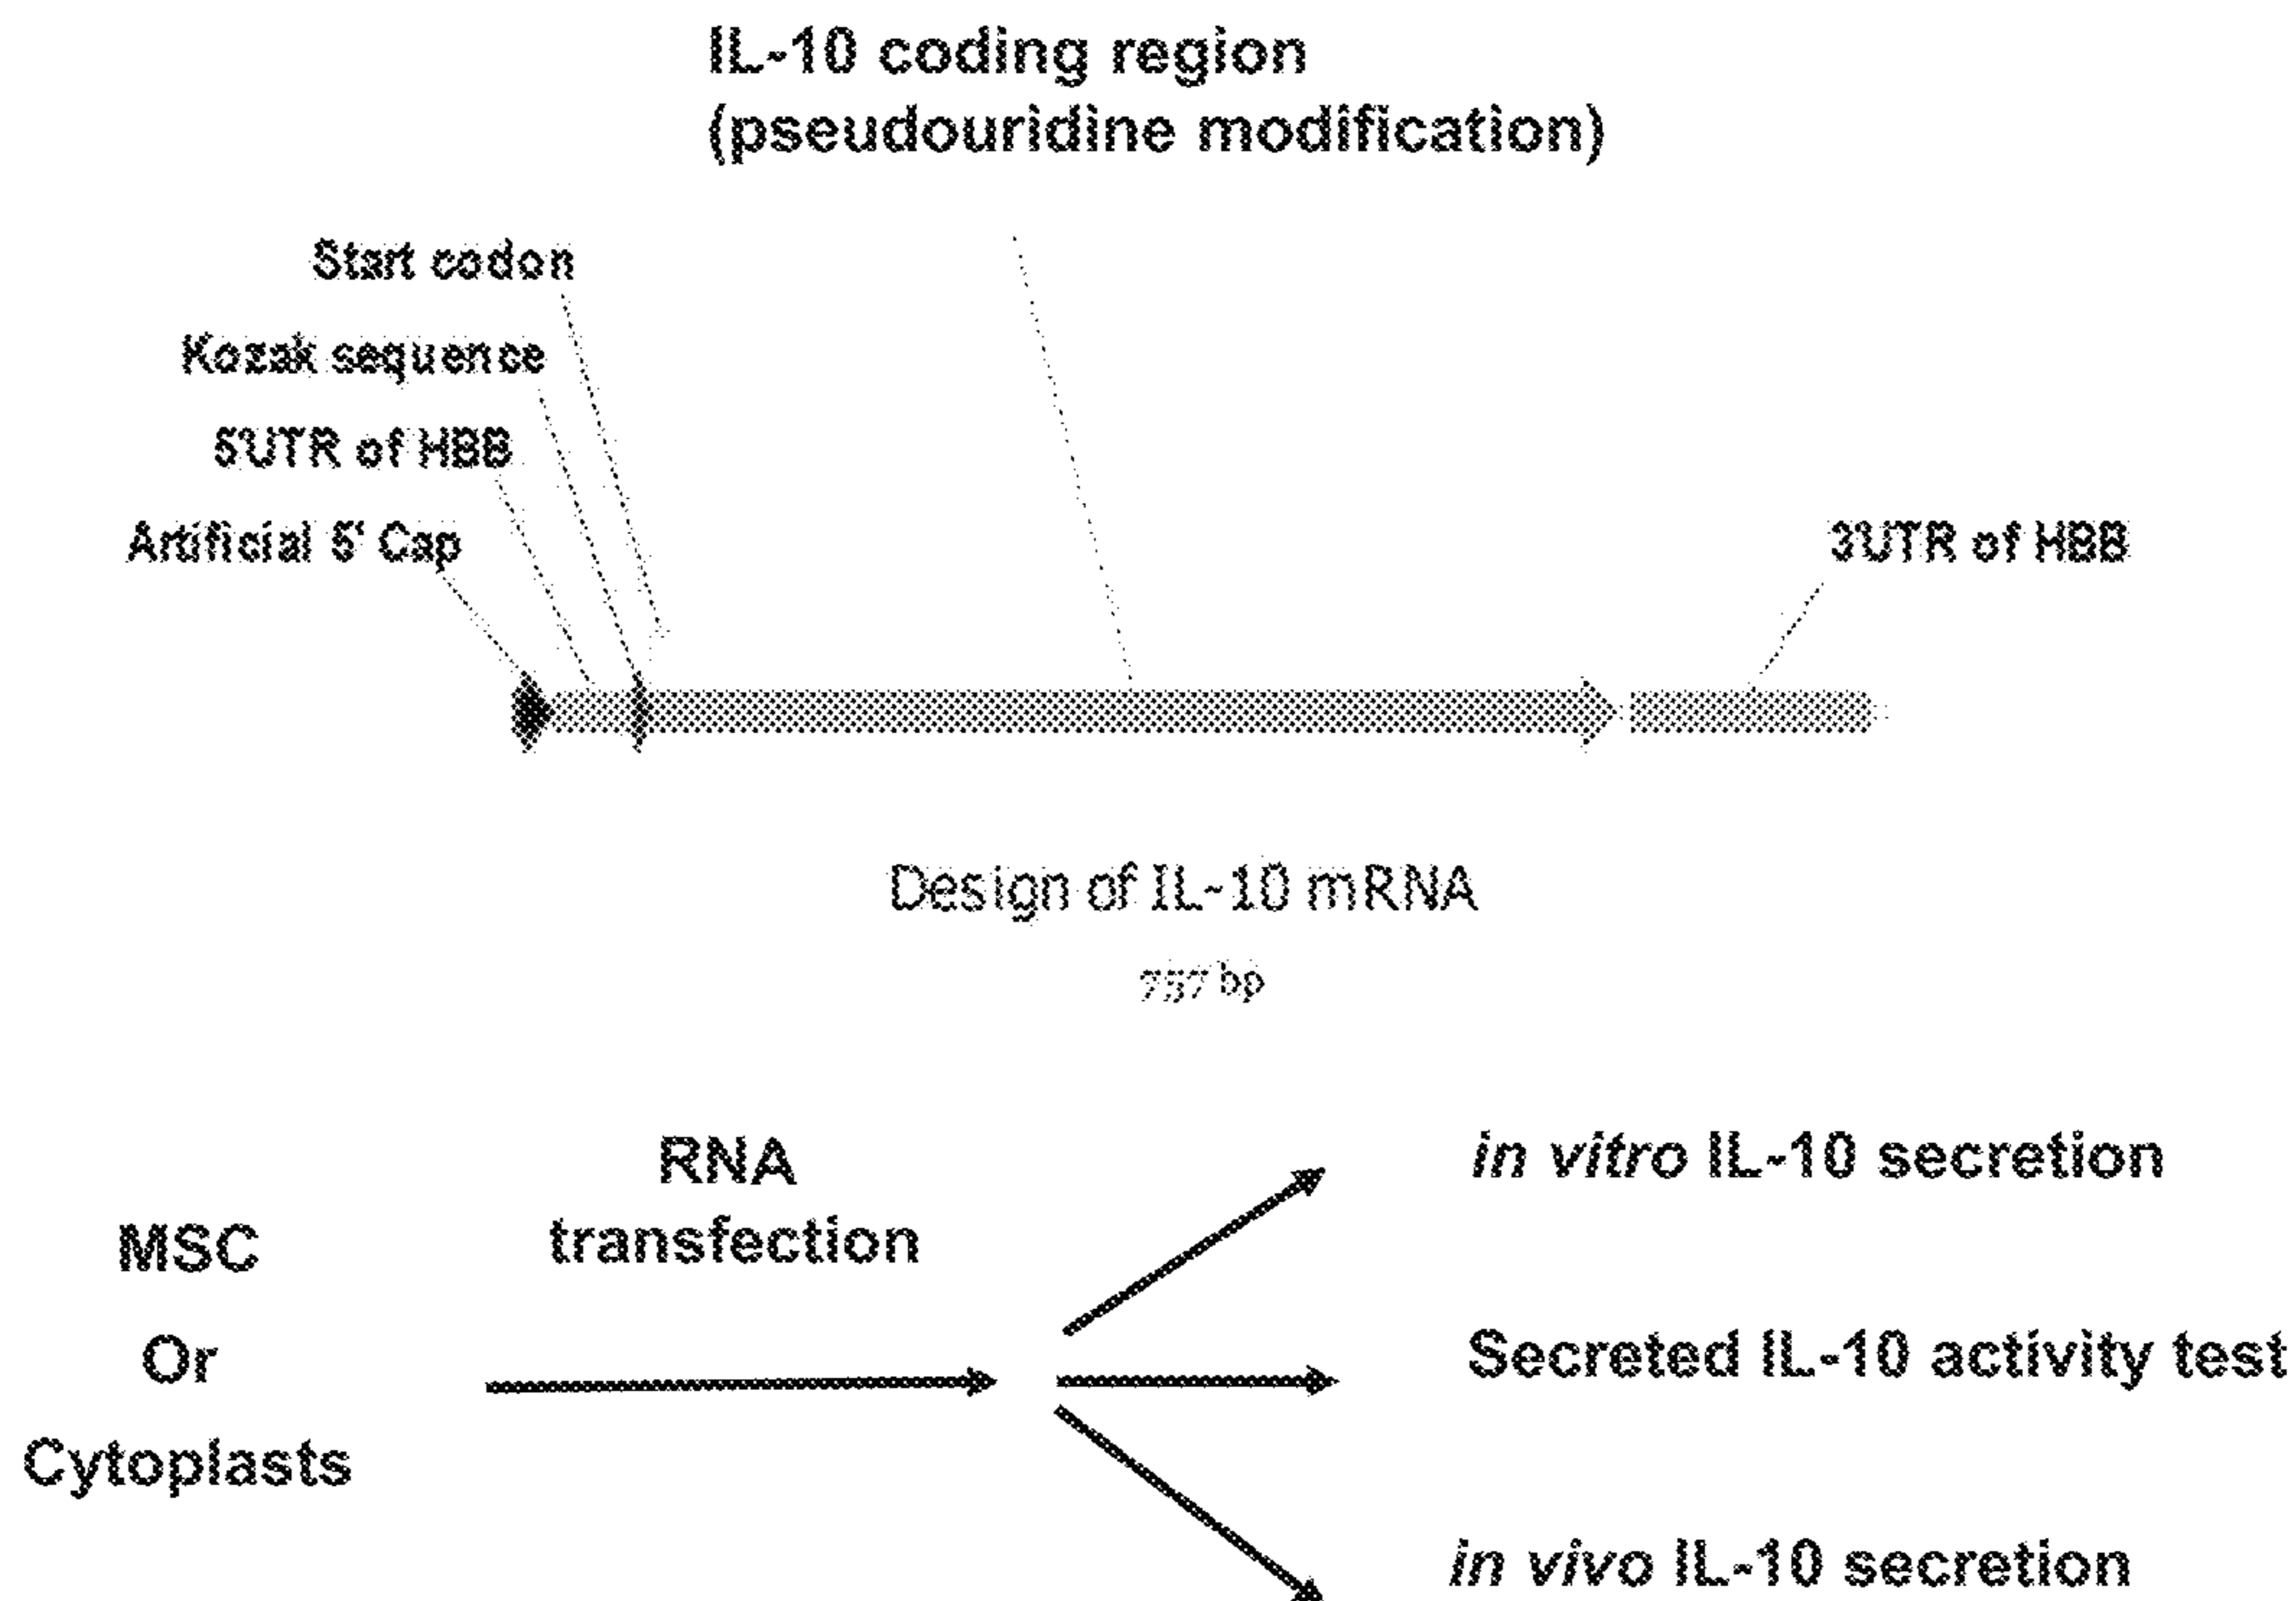 IL-10 coding region
(pseudouridine modification)
Start codon
Kozak sequence
5'UTR of HBB
Artificial 5' Cap
3'UTR of HBB
Design of IL-10 mRNA
757 bp
RNA
transfection
MSC
Or
Cytoplasts
in vitro IL-10 secretion
Secreted IL-10 activity test
in vivo IL-10 secretion